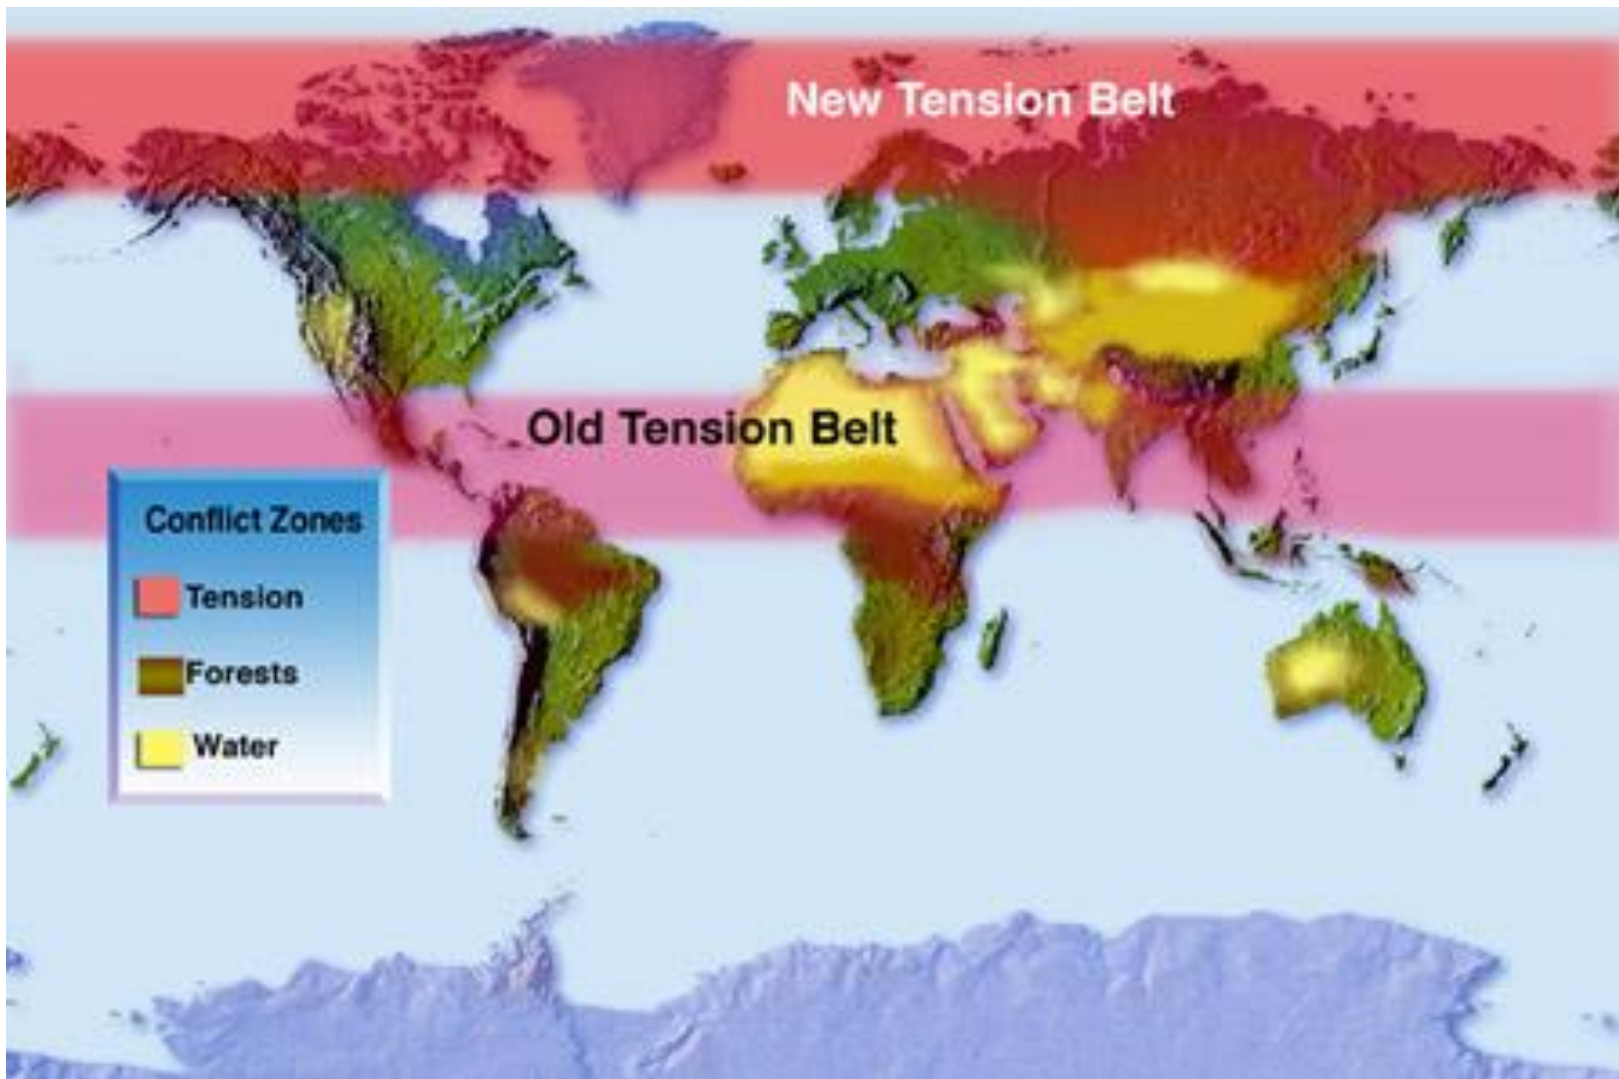 New Tension Belt
Old Tension Belt
Conflict Zones
Tension
Forests
Water